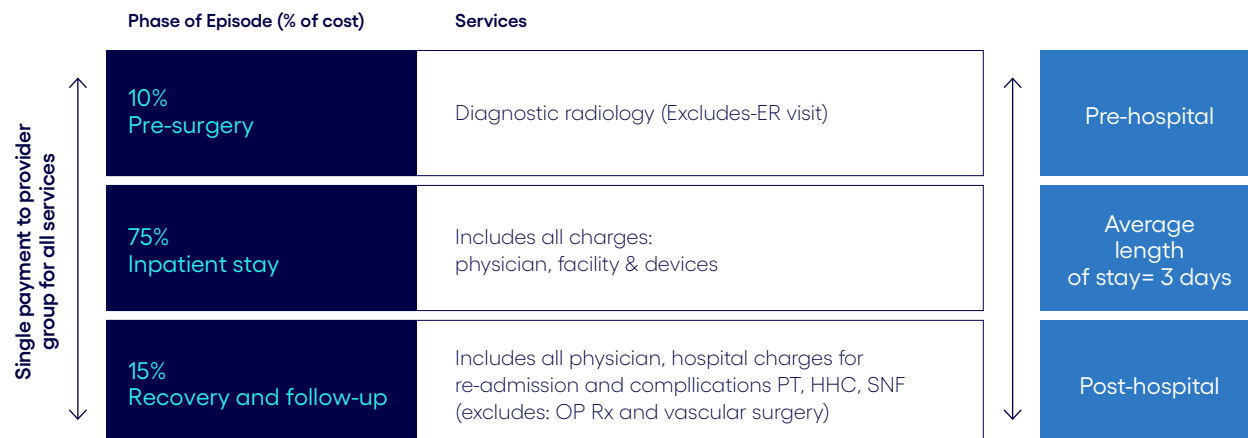 Phase of Episode (% of cost)
Services
Single payment to provider
group for all services
10%
Pre-surgery
Diagnostic radiology (Excludes-ER visit)
Pre-hospital
75%
Inpatient stay
Includes all charges:
physician, facility & devices
Average
length
of stay= 3 days
15%
Recovery and follow-up
Includes all physician, hospital charges for
re-admission and compllications PT, HHC, SNF
(excludes: OP Rx and vascular surgery)
Post-hospital